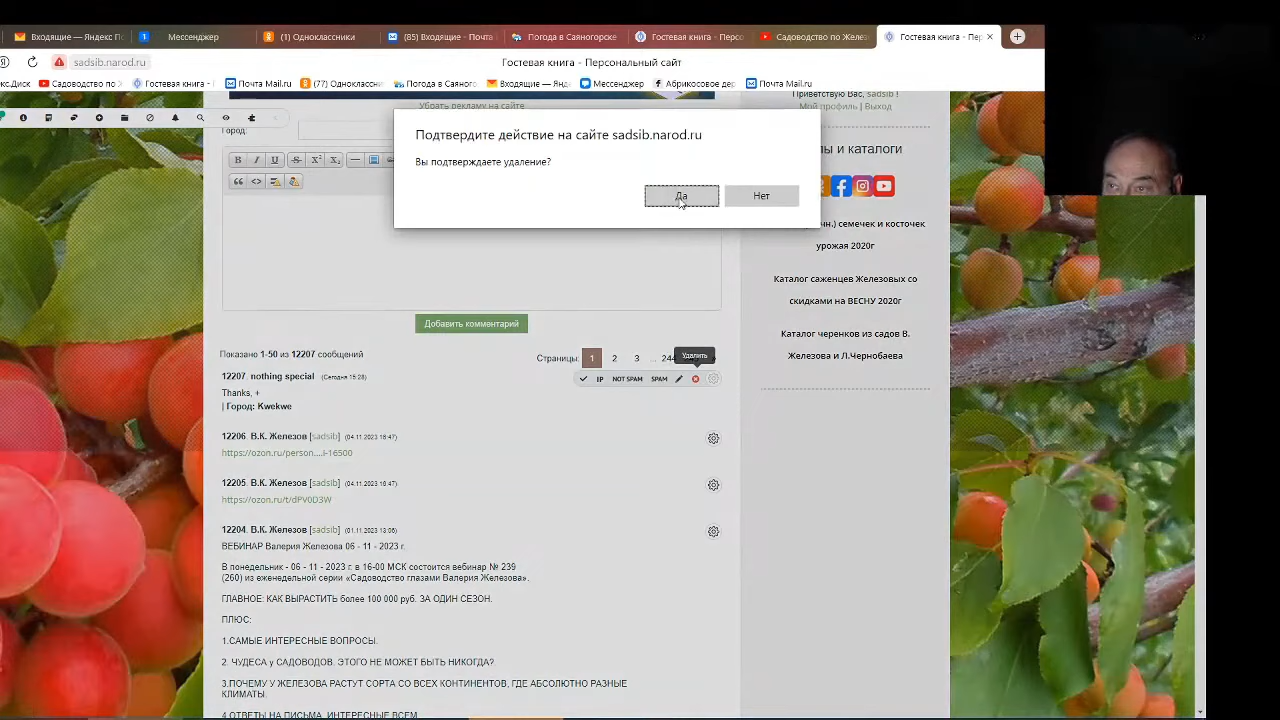 Входящие — Яндекс По
Мессенджер
(1) Одноклассники
(85) Входящие - Почта
Погода в Саяногорске
Гостевая книга - Персо
Садоводство по Желез
Гостевая книга - Пер
sadsib.narod.ru
Гостевая книга - Персональный сайт
с.Диск
Садоводство по
Гостевая книга -
Почта Mail.ru
(77) Одноклассн
Погода в Саяного
Входящие — Янд
Мессенджер
Абрикосовое дер
Почта Mail.ru
Убрать рекламу на сайте
Приветствую Вас, sadsib !
Мой профиль | Выход
Город:
Подтвердите действие на сайте sadsib.narod.ru
Вы подтверждаете удаление?
Да
Нет
ы и каталоги
чн.) семечек и косточек
урожая 2020г
Каталог саженцев Железовых со
скидками на ВЕСНУ 2020г
Каталог черенков из садов В.
Железова и Л.Чернобаева
Добавить комментарий
Показано 1-50 из 12207 сообщений
Страницы: 1 2 3 ... 244
Удалить
12207. nothing special (Сегодня 15:28)
IP NOT SPAM SPAM
Thanks, +
| Город: Kwekwe
12206. В.К. Железов [sadsib] (04.11.2023 16:47)
https://ozon.ru/person....i-16500
12205. В.К. Железов [sadsib] (04.11.2023 16:47)
https://ozon.ru/t/dPV0D3W
12204. В.К. Железов [sadsib] (01.11.2023 13:06)
ВЕБИНАР Валерия Железова 06 - 11 - 2023 г.
В понедельник - 06 - 11 - 2023 г. в 16-00 МСК состоится вебинар № 239
(260) из еженедельной серии «Садоводство глазами Валерия Железова».
ГЛАВНОЕ: КАК ВЫРАСТИТЬ более 100 000 руб. ЗА ОДИН СЕЗОН.
ПЛЮС:
1.САМЫЕ ИНТЕРЕСНЫЕ ВОПРОСЫ.
2. ЧУДЕСА у САДОВОДОВ. ЭТОГО НЕ МОЖЕТ БЫТЬ НИКОГДА?
3.ПОЧЕМУ У ЖЕЛЕЗОВА РАСТУТ СОРТА СО ВСЕХ КОНТИНЕНТОВ, ГДЕ АБСОЛЮТНО РАЗНЫЕ
КЛИМАТЫ.
4.ОТВЕТЫ НА ПИСЬМА, ИНТЕРЕСНЫЕ ВСЕМ.